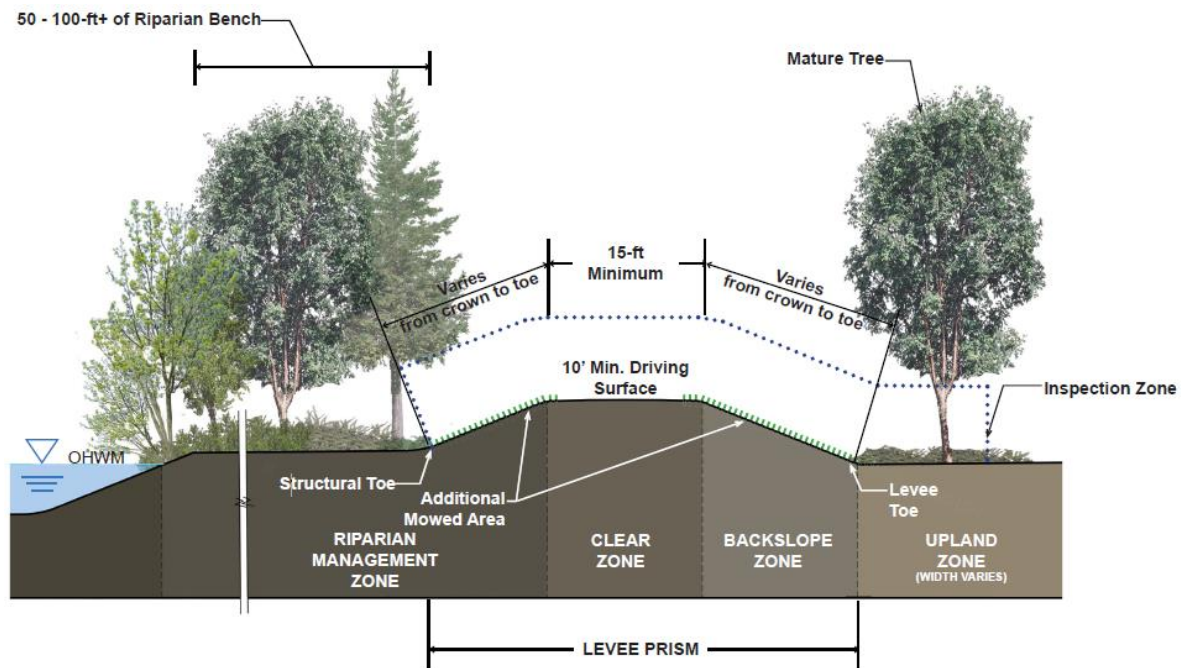 50 - 100-ft+ of Riparian Bench
Mature Tree
15-ft
Minimum
Varies
from crown to toe
Varies
from crown to toe
10' Min. Driving
Surface
Inspection Zone
OHWM
Structural Toe
Additional
Mowed Area
Levee
Toe
RIPARIAN
MANAGEMENT
ZONE
CLEAR
ZONE
BACKSLOPE
ZONE
UPLAND
ZONE
(WIDTH VARIES)
LEVEE PRISM